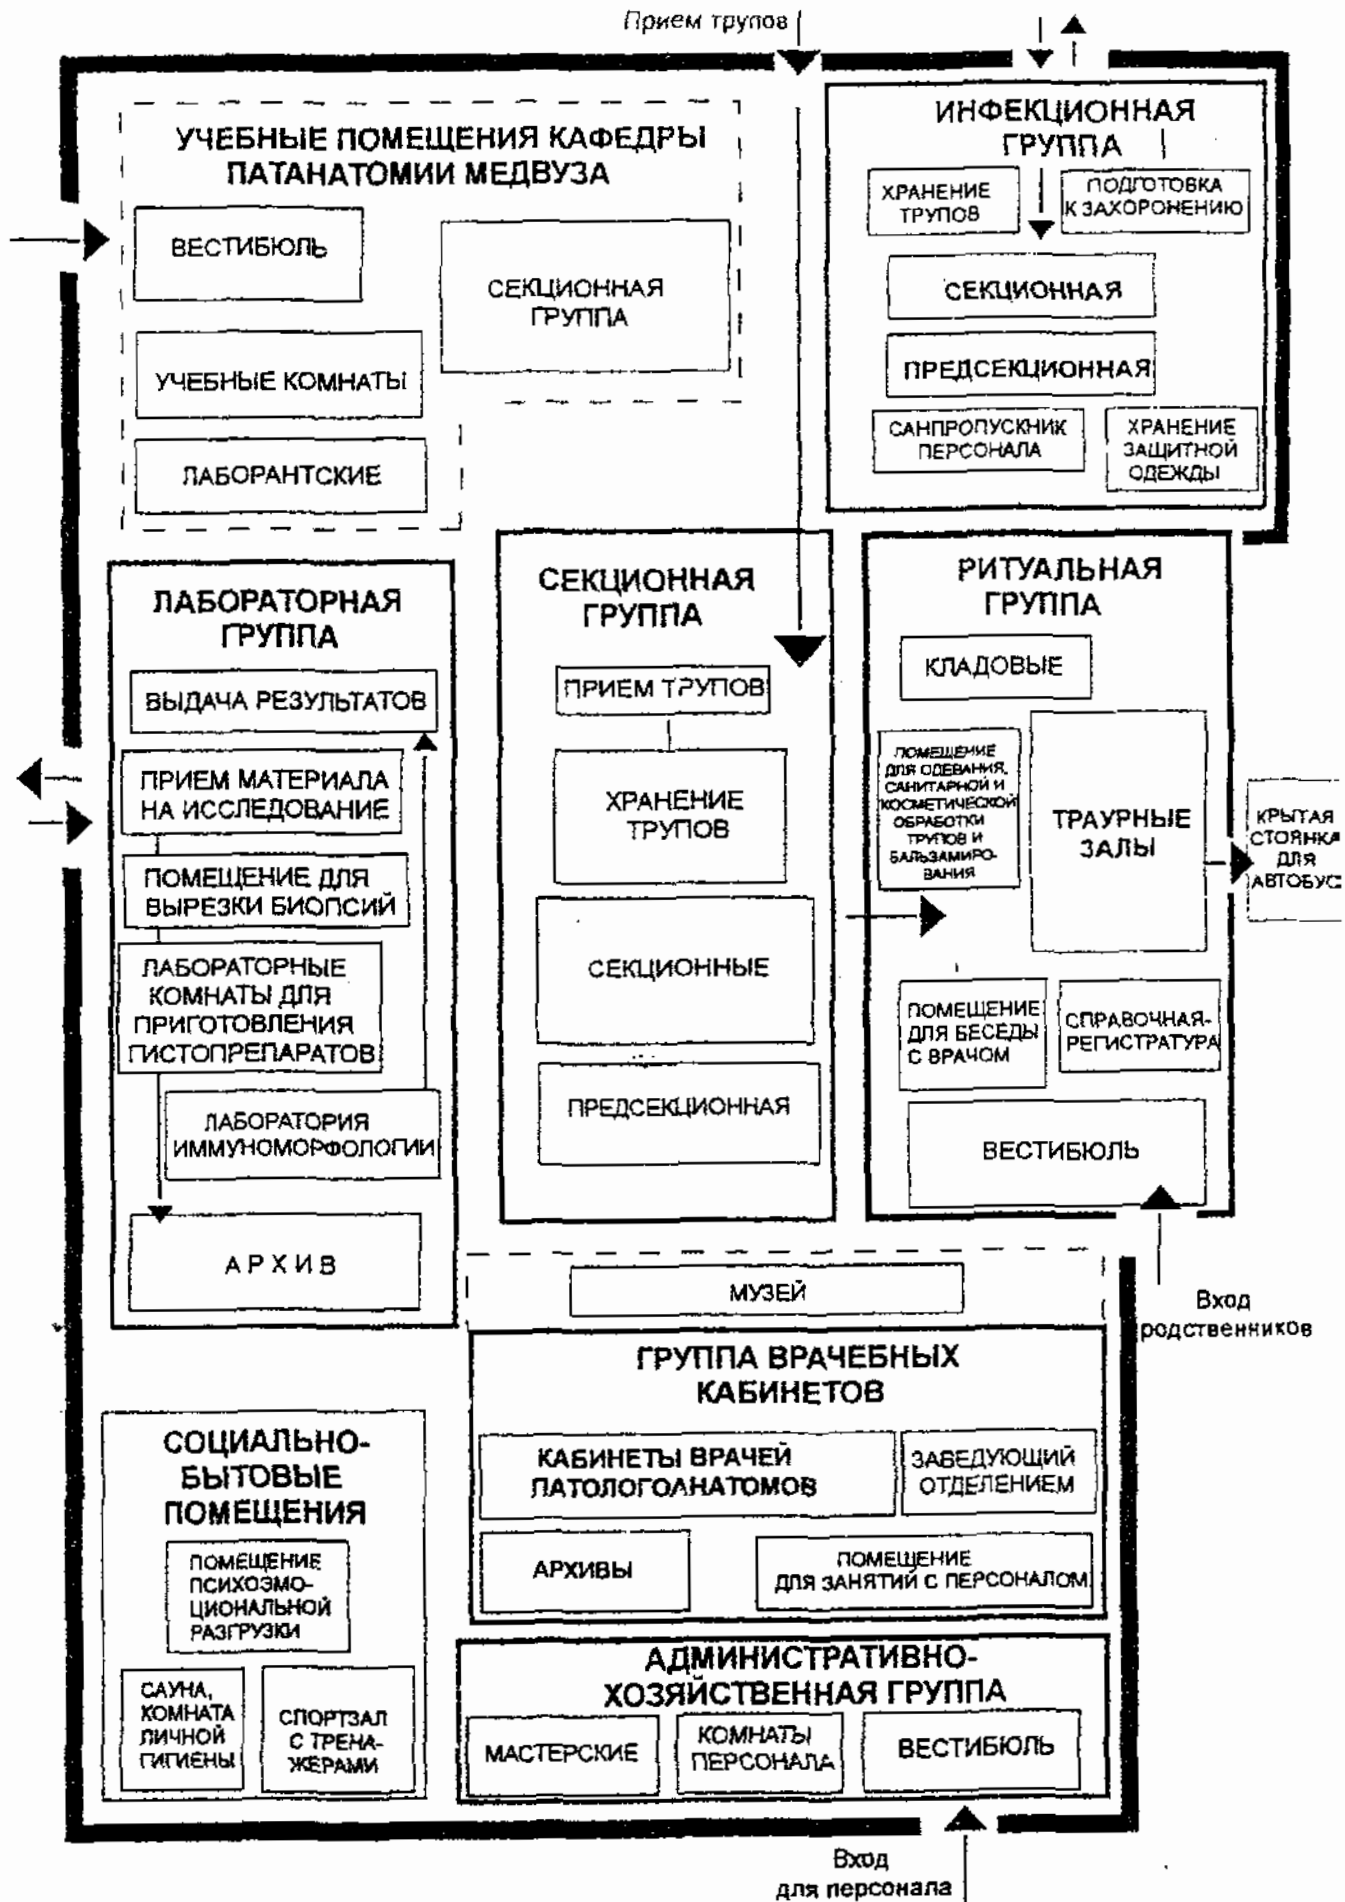 Прием трупов
УЧЕБНЫЕ ПОМЕЩЕНИЯ КАФЕДРЫ
ПАТАНАТОМИИ МЕДВУЗА
ВЕСТИБЮЛЬ
СЕКЦИОННАЯ
ГРУППА
УЧЕБНЫЕ КОМНАТЫ
ЛАБОРАНТСКИЕ
ИНФЕКЦИОННАЯ
ГРУППА
ХРАНЕНИЕ
ТРУПОВ
ПОДГОТОВКА
К ЗАХОРОНЕНИЮ
СЕКЦИОННАЯ
ПРЕДСЕКЦИОННАЯ
САНПРОПУСКНИК
ПЕРСОНАЛА
ХРАНЕНИЕ
ЗАЩИТНОЙ
ОДЕЖДЫ
ЛАБОРАТОРНАЯ
ГРУППА
ВЫДАЧА РЕЗУЛЬТАТОВ
ПРИЕМ МАТЕРИАЛА
НА ИССЛЕДОВАНИЕ
ПОМЕЩЕНИЕ ДЛЯ
ВЫРЕЗКИ БИОПСИЙ
ЛАБОРАТОРНЫЕ
КОМНАТЫ ДЛЯ
ПРИГОТОВЛЕНИЯ
ГИСТОПРЕПАРАТОВ
ЛАБОРАТОРИЯ
ИММУНОМОРФОЛОГИИ
АРХИВ
СЕКЦИОННАЯ
ГРУППА
ПРИЕМ ТРУПОВ
ХРАНЕНИЕ
ТРУПОВ
СЕКЦИОННЫЕ
ПРЕДСЕКЦИОННАЯ
РИТУАЛЬНАЯ
ГРУППА
КЛАДОВЫЕ
ПОМЕЩЕНИЕ
ДЛЯ ОДЕВАНИЯ,
САНИТАРНОЙ И
КОСМЕТИЧЕСКОЙ
ОБРАБОТКИ
ТРУПОВ И
БАЛЬЗАМИРО-
ВАНИЯ
ТРАУРНЫЕ
ЗАЛЫ
КРЫТАЯ
СТОЯНКА
ДЛЯ
АВТОБУС
ПОМЕЩЕНИЕ
ДЛЯ БЕСЕДЫ
С ВРАЧОМ
СПРАВОЧНАЯ-
РЕГИСТРАТУРА
ВЕСТИБЮЛЬ
Вход
родственников
МУЗЕЙ
ГРУППА ВРАЧЕБНЫХ
КАБИНЕТОВ
КАБИНЕТЫ ВРАЧЕЙ
ПАТОЛОГОАНАТОМОВ
ЗАВЕДУЮЩИЙ
ОТДЕЛЕНИЕМ
АРХИВЫ
ПОМЕЩЕНИЕ
ДЛЯ ЗАНЯТИЙ С ПЕРСОНАЛОМ
СОЦИАЛЬНО-
БЫТОВЫЕ
ПОМЕЩЕНИЯ
ПОМЕЩЕНИЕ
ПСИХОЭМО-
ЦИОНАЛЬНОЙ
РАЗГРУЗКИ
САУНА,
КОМНАТА
ЛИЧНОЙ
ГИГИЕНЫ
СПОРТЗАЛ
С ТРЕНА-
ЖЕРАМИ
АДМИНИСТРАТИВНО-
ХОЗЯЙСТВЕННАЯ ГРУППА
МАСТЕРСКИЕ
КОМНАТЫ
ПЕРСОНАЛА
ВЕСТИБЮЛЬ
Вход
для персонала